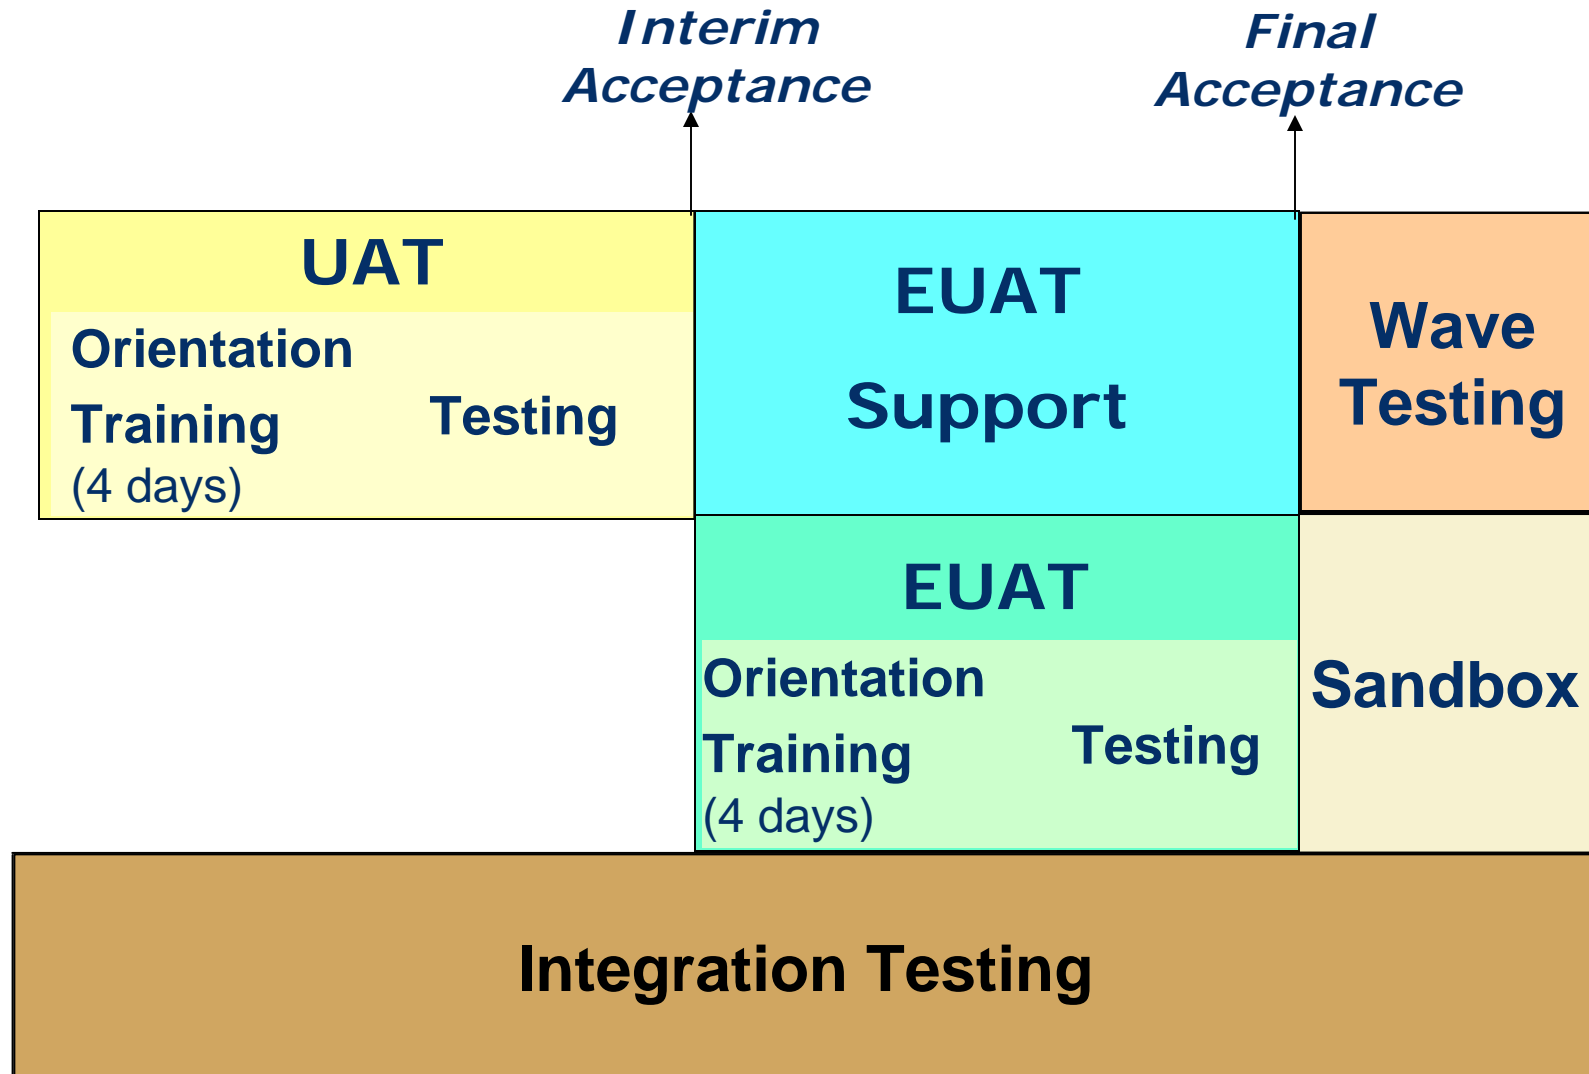 Interim
Acceptance
Final
Acceptance
UAT
Orientation
Training
(4 days)
Testing
EUAT
Support
Wave
Testing
EUAT
Orientation
Training
(4 days)
Testing
Sandbox
Integration Testing